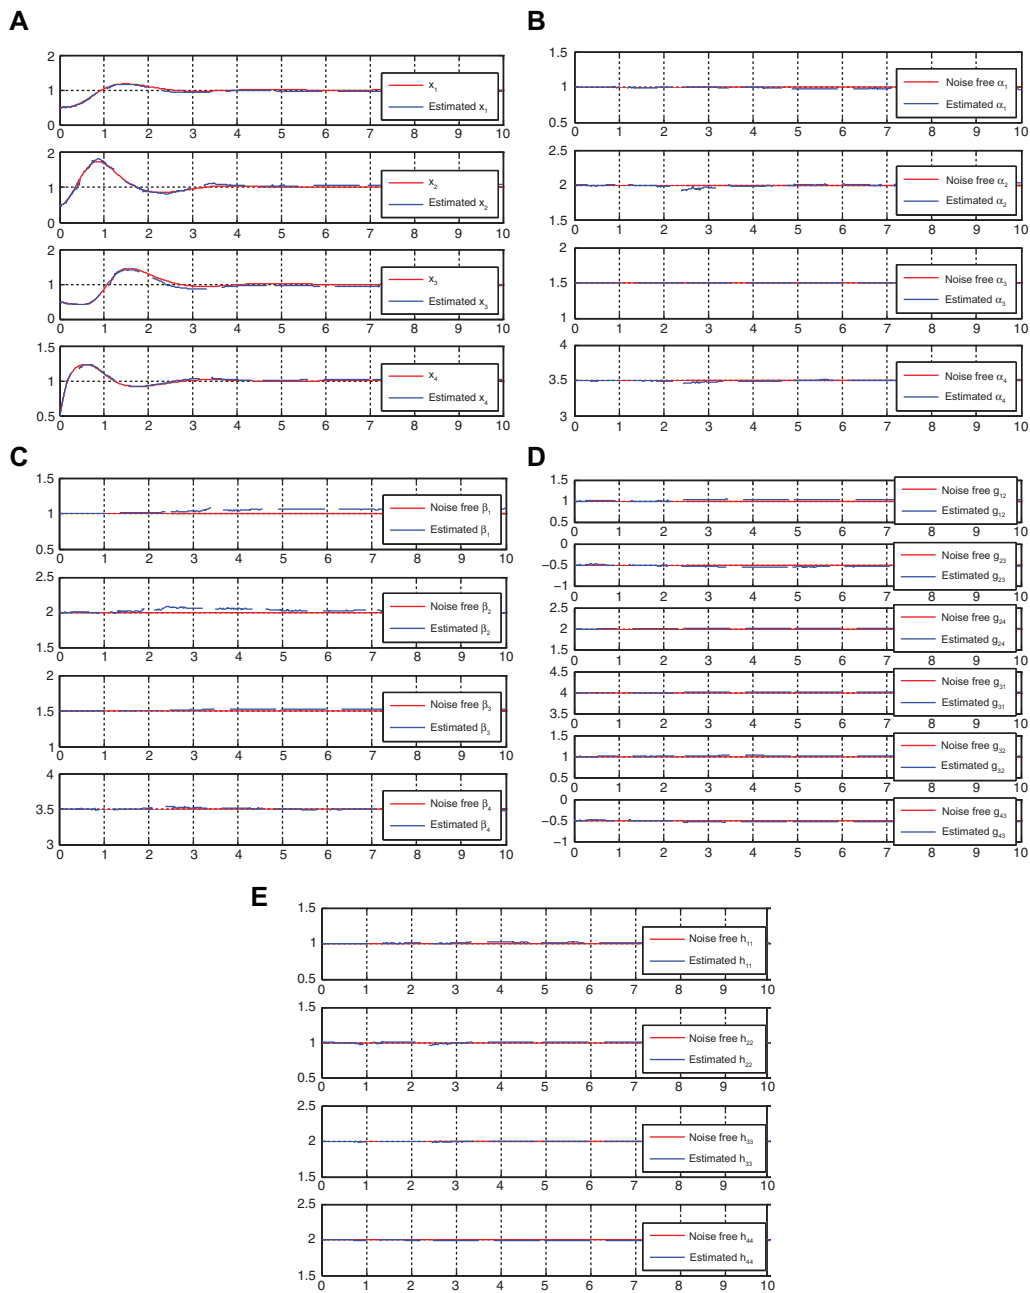 A
2
1
0
0 1 2 3 4 5 6 7 8 9 10
x1
Estimated x1
2
1
0
0 1 2 3 4 5 6 7 8 9 10
x2
Estimated x2
2
1
0
0 1 2 3 4 5 6 7 8 9 10
x3
Estimated x3
1.5
1
0.5
0 1 2 3 4 5 6 7 8 9 10
x4
Estimated x4
B
1.5
1
0.5
0 1 2 3 4 5 6 7 8 9 10
Noise free α1
Estimated α1
2.5
2
1.5
0 1 2 3 4 5 6 7 8 9 10
Noise free α2
Estimated α2
2
1.5
1
0 1 2 3 4 5 6 7 8 9 10
Noise free α3
Estimated α3
4
3.5
3
0 1 2 3 4 5 6 7 8 9 10
Noise free α4
Estimated α4
C
1.5
1
0.5
0 1 2 3 4 5 6 7 8 9 10
Noise free β1
Estimated β1
2.5
2
1.5
0 1 2 3 4 5 6 7 8 9 10
Noise free β2
Estimated β2
2
1.5
1
0 1 2 3 4 5 6 7 8 9 10
Noise free β3
Estimated β3
4
3.5
3
0 1 2 3 4 5 6 7 8 9 10
Noise free β4
Estimated β4
D
1.5
1
0.5
0 1 2 3 4 5 6 7 8 9 10
Noise free g12
Estimated g12
0
−0.5
−1
0 1 2 3 4 5 6 7 8 9 10
Noise free g23
Estimated g23
2.5
2
1.5
0 1 2 3 4 5 6 7 8 9 10
Noise free g24
Estimated g24
4.5
4
3.5
0 1 2 3 4 5 6 7 8 9 10
Noise free g31
Estimated g31
1.5
1
0.5
0 1 2 3 4 5 6 7 8 9 10
Noise free g32
Estimated g32
0
−0.5
−1
0 1 2 3 4 5 6 7 8 9 10
Noise free g43
Estimated g43
E
1.5
1
0.5
0 1 2 3 4 5 6 7 8 9 10
Noise free h11
Estimated h11
1.5
1
0.5
0 1 2 3 4 5 6 7 8 9 10
Noise free h22
Estimated h22
2.5
2
1.5
0 1 2 3 4 5 6 7 8 9 10
Noise free h33
Estimated h33
2.5
2
1.5
0 1 2 3 4 5 6 7 8 9 10
Noise free h44
Estimated h44